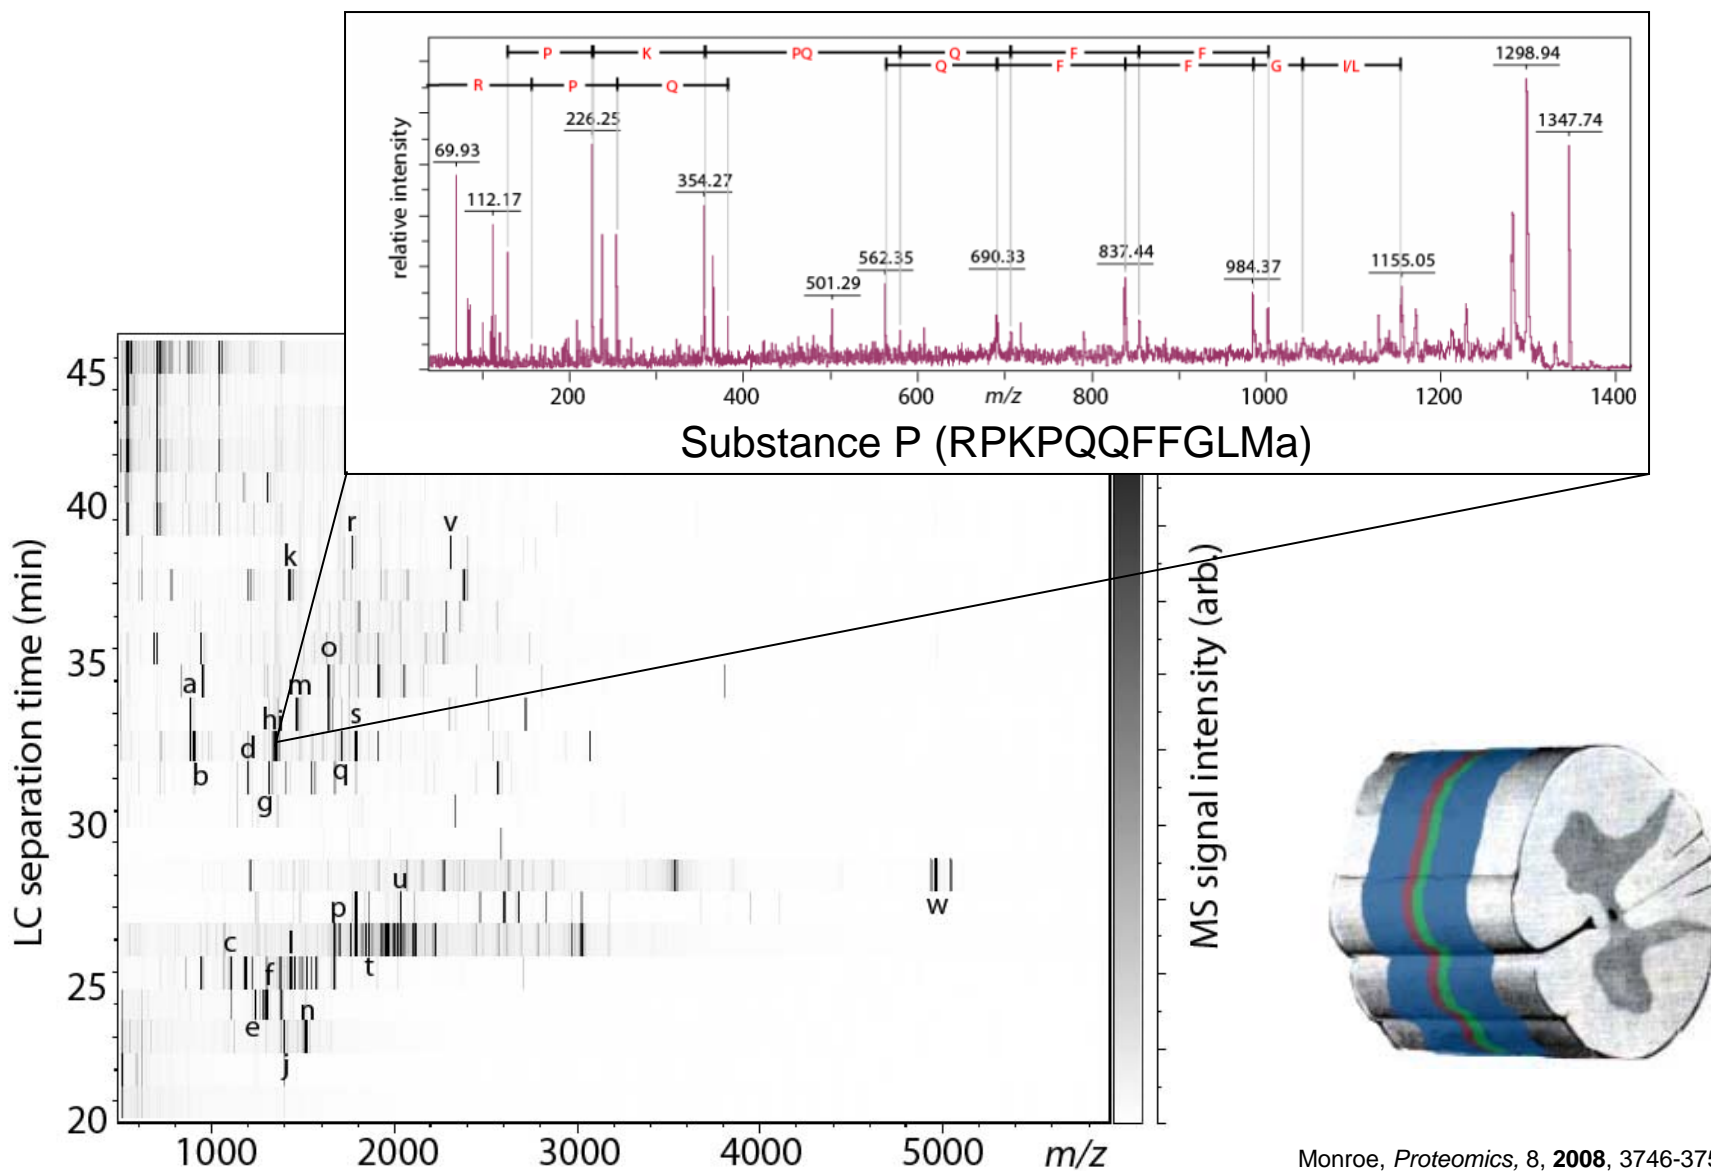 P K PQ Q F F
Q F F G I/L
R P Q
1298.94
1347.74
226.25
69.93
354.27
112.17
837.44
562.35
690.33
984.37
1155.05
501.29
relative intensity
200 400 600 m/z 800 1000 1200 1400
Substance P (RPKPQQFFGLMa)
LC separation time (min)
45
40
35
30
25
20
r v
k
o
a m
hi s
d
b q
g
u
p w
c l
f t
n
e
j
1000 2000 3000 4000 5000 m/z
MS signal intensity (arb.)
Monroe, Proteomics, 8, 2008, 3746-375